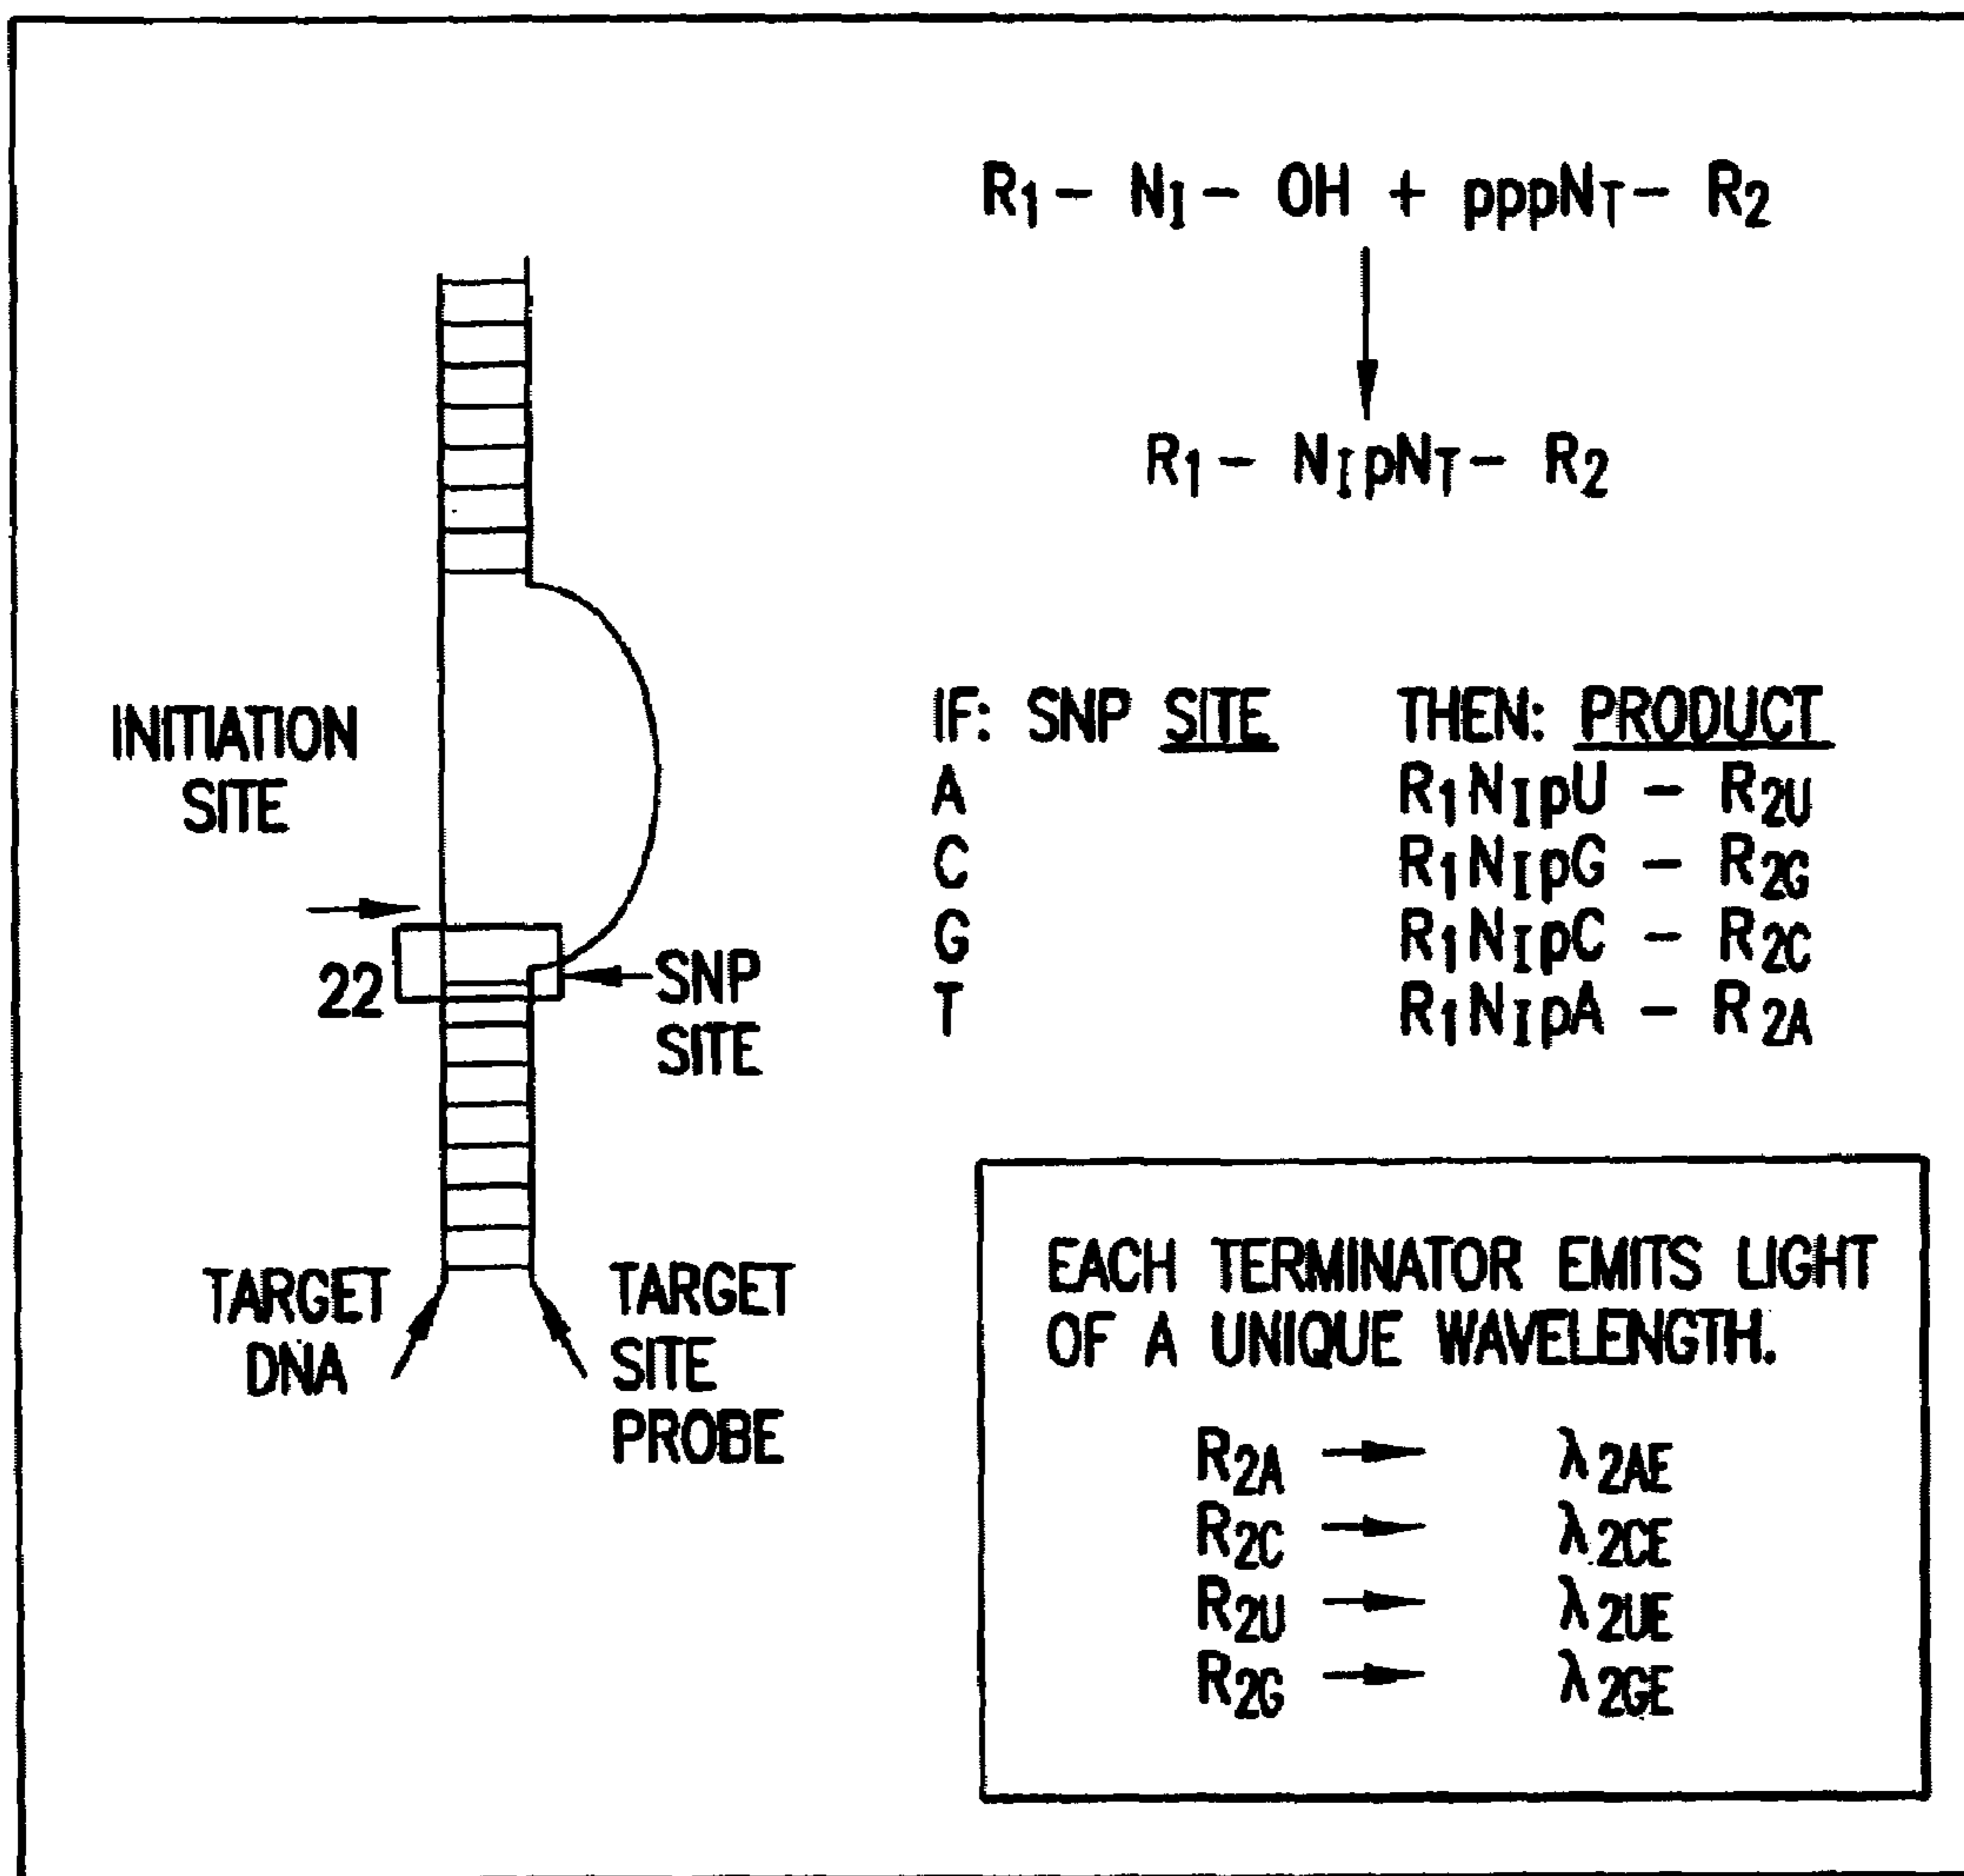 R1 – NI – OH + pppNT – R2
R1 – NIpNT – R2
INITIATION
SITE
22
SNP
SITE
TARGET
DNA
TARGET
SITE
PROBE
IF: SNP SITE THEN: PRODUCT
A R1NIpU – R2U
C R1NIpG – R2G
G R1NIpC – R2C
T R1NIpA – R2A
EACH TERMINATOR EMITS LIGHT
OF A UNIQUE WAVELENGTH.
R2A → λ2AE
R2C → λ2CE
R2U → λ2UE
R2G → λ2GE